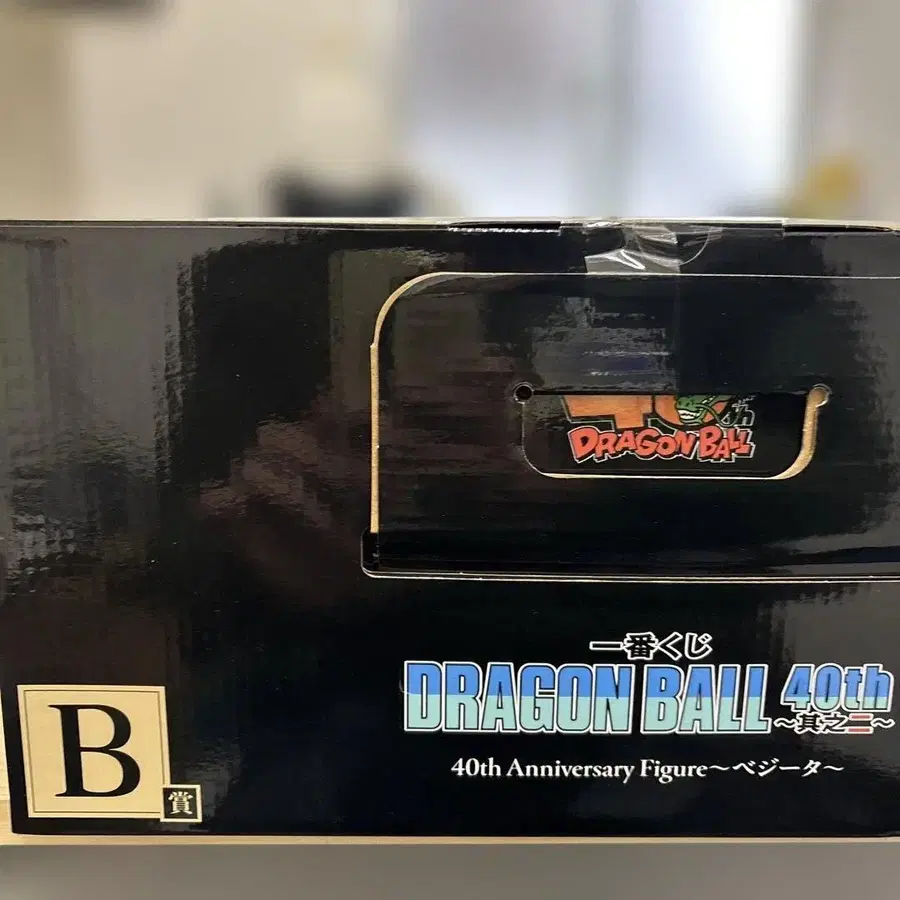 40th
DRAGON BALL
一番くじ
DRAGON BALL 40th
～其之二～
40th Anniversary Figure～ベジータ～
B
賞